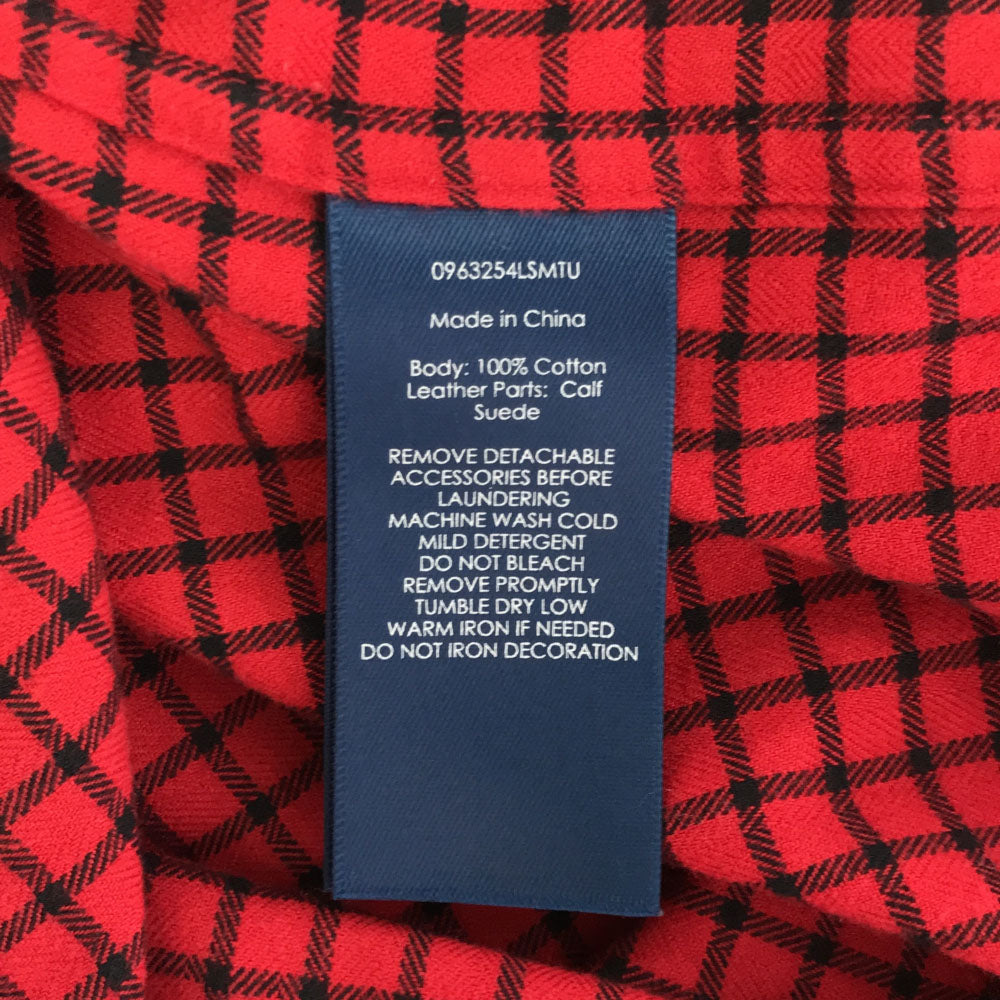 0963254LSMTU
Made in China
Body: 100% Cotton
Leather Parts: Calf
Suede
REMOVE DETACHABLE
ACCESSORIES BEFORE
LAUNDERING
MACHINE WASH COLD
MILD DETERGENT
DO NOT BLEACH
REMOVE PROMPTLY
TUMBLE DRY LOW
WARM IRON IF NEEDED
DO NOT IRON DECORATION